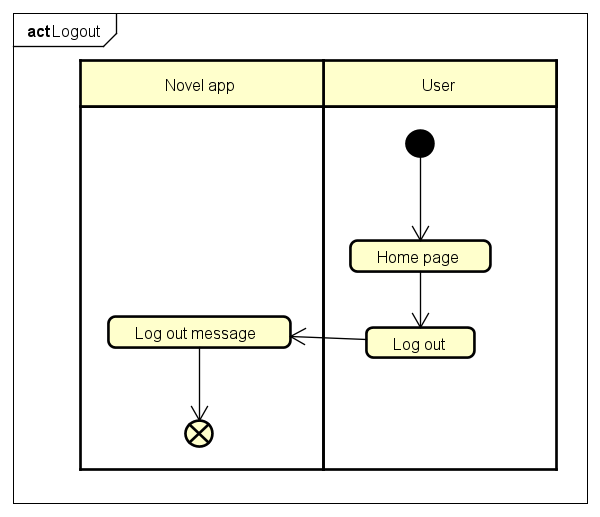 act Logout
Novel app
User
Home page
Log out message
Log out